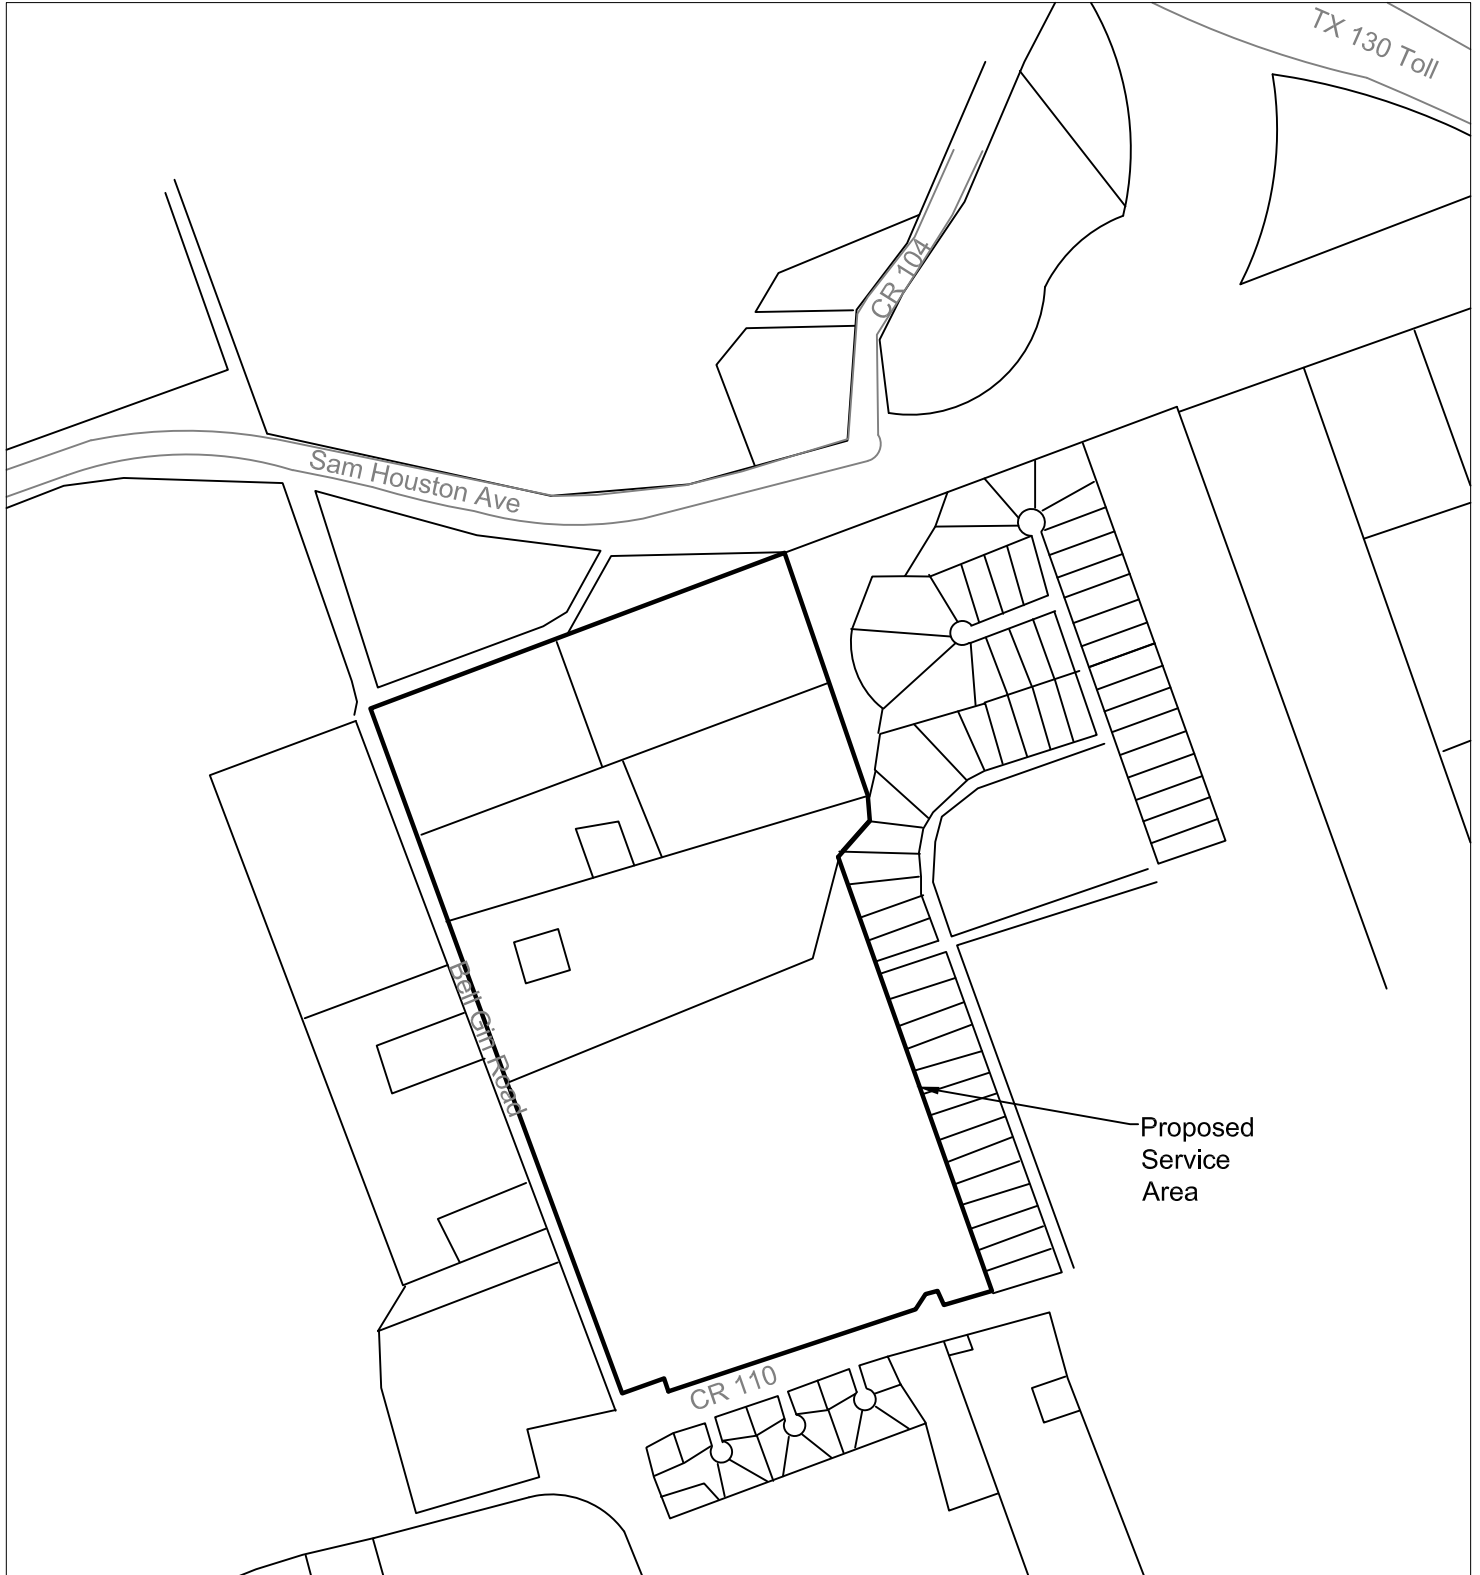 TX 130 Toll
CR 104
Sam Houston Ave
Bell Gin Road
Proposed
Service
Area
CR 110